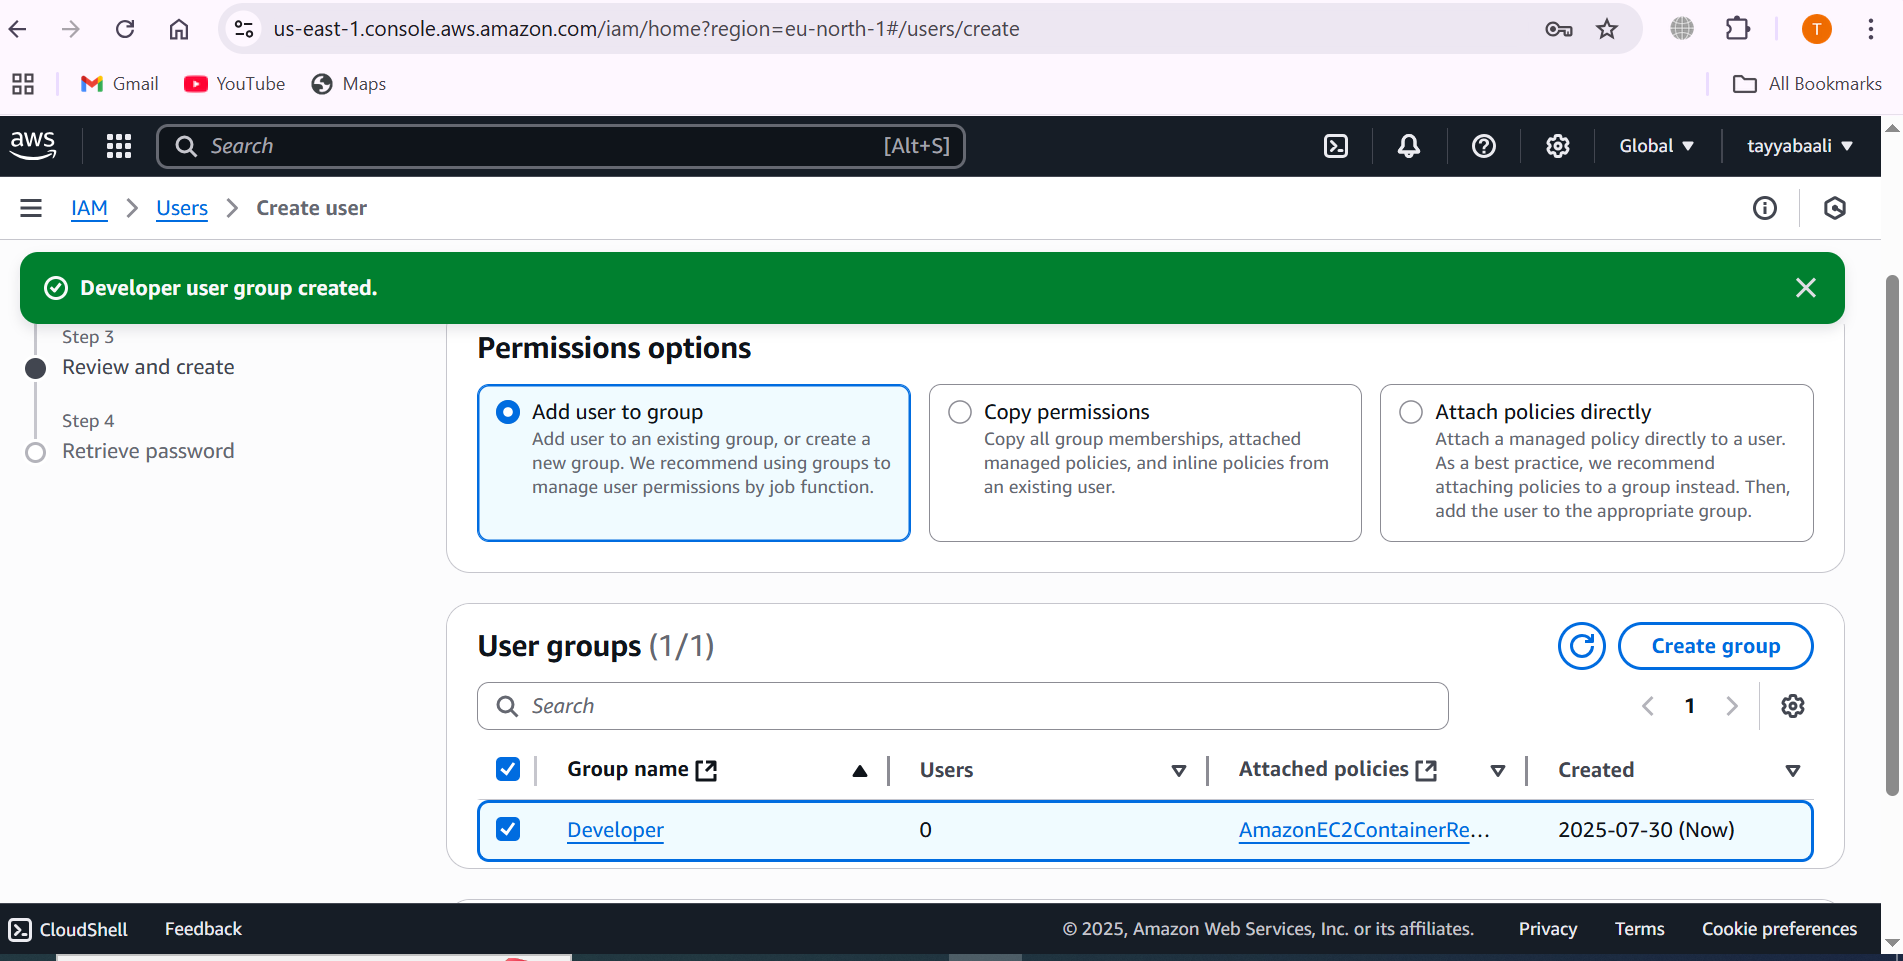 us-east-1.console.aws.amazon.com/iam/home?region=eu-north-1#/users/create
T
Gmail
YouTube
Maps
All Bookmarks
aws
Search
[Alt+S]
Global
tayyabaali
IAM
Users
Create user
Developer user group created.
Step 3
Review and create
Step 4
Retrieve password
Permissions options
Add user to group
Add user to an existing group, or create a
new group. We recommend using groups to
manage user permissions by job function.
Copy permissions
Copy all group memberships, attached
managed policies, and inline policies from
an existing user.
Attach policies directly
Attach a managed policy directly to a user.
As a best practice, we recommend
attaching policies to a group instead. Then,
add the user to the appropriate group.
User groups (1/1)
Create group
Search
1
Group name
Users
Attached policies
Created
Developer
0
AmazonEC2ContainerRe...
2025-07-30 (Now)
CloudShell
Feedback
© 2025, Amazon Web Services, Inc. or its affiliates.
Privacy
Terms
Cookie preferences